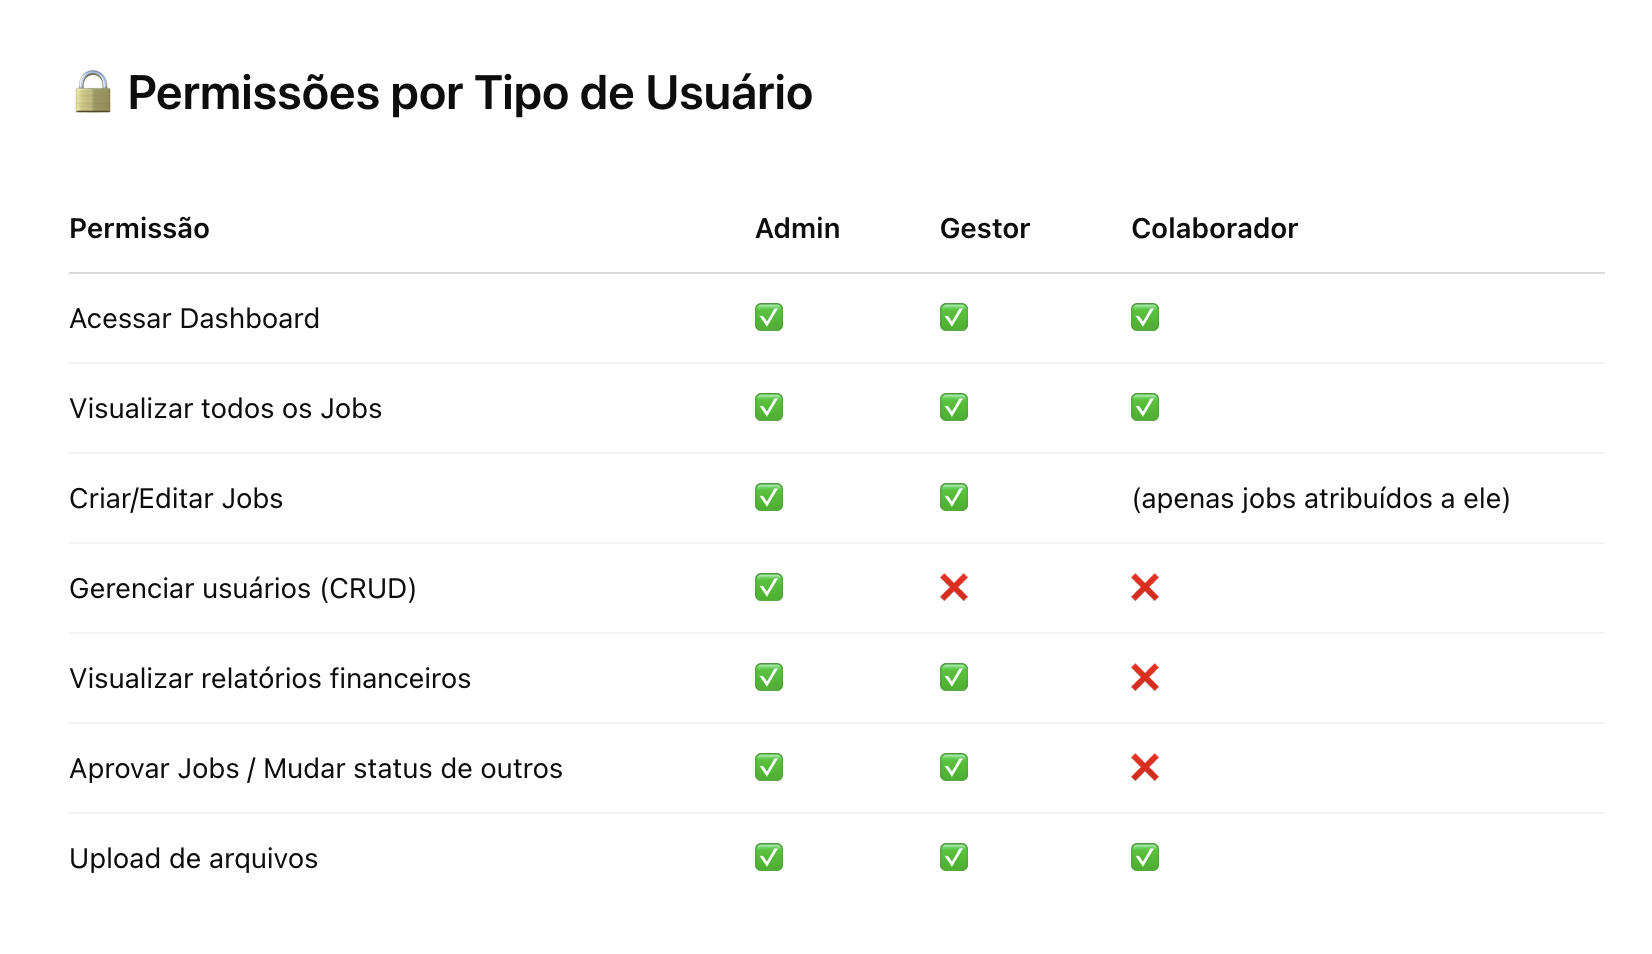 🔒 Permissões por Tipo de Usuário
Permissão Admin Gestor Colaborador
Acessar Dashboard ✅ ✅ ✅
Visualizar todos os Jobs ✅ ✅ ✅
Criar/Editar Jobs ✅ ✅ (apenas jobs atribuídos a ele)
Gerenciar usuários (CRUD) ✅ ❌ ❌
Visualizar relatórios financeiros ✅ ✅ ❌
Aprovar Jobs / Mudar status de outros ✅ ✅ ❌
Upload de arquivos ✅ ✅ ✅